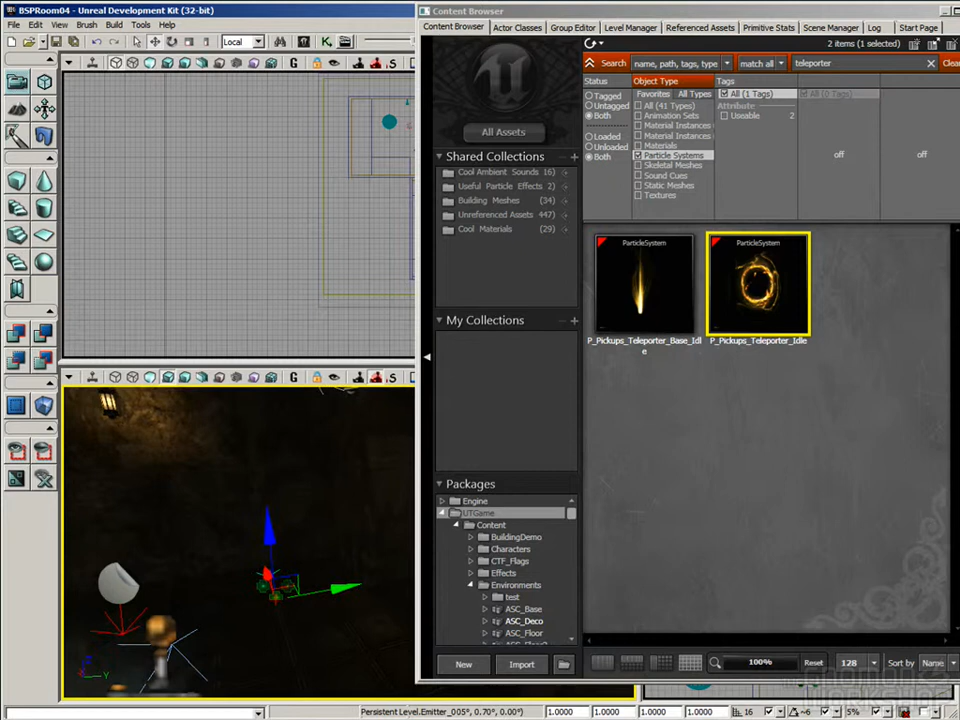 BSPRoom04 - Unreal Development Kit (32-bit)
File Edit View Brush Build Tools Help
Local
Content Browser
Content Browser Actor Classes Group Editor Level Manager Referenced Assets Primitive Stats Scene Manager Log Start Page
2 items (1 selected)
Search name, path, tags, type match all teleporter Clea
Status Object Type Tags
Tagged
Untagged
Both
Loaded
Unloaded
Both
Favorites All Types
All (41 Types)
Animation Sets
Material Instances
Material Instances
Materials
Particle Systems
Skeletal Meshes
Sound Cues
Static Meshes
Textures
All (1 Tags)
Attribute
Useable 2
All (0 Tags)
off off
All Assets
Shared Collections
Cool Ambient Sounds 16)
Useful Particle Effects 2)
Building Meshes (34)
Unreferenced Assets (447)
Cool Materials (29)
My Collections
ParticleSystem
P_Pickups_Teleporter_Base_Idl
e
ParticleSystem
P_Pickups_Teleporter_Idle
Packages
Engine
UTGame
Content
BuildingDemo
Characters
CTF_Flags
Effects
Environments
test
ASC_Base
ASC_Deco
ASC_Floor
New Import
100% Reset 128 Sort by Name
Z Y
Persistent Level.Emitter_005°, 0.70°, 0.00°) 1.0000 1.0000 1.0000 1.0000 16 ~6 5%